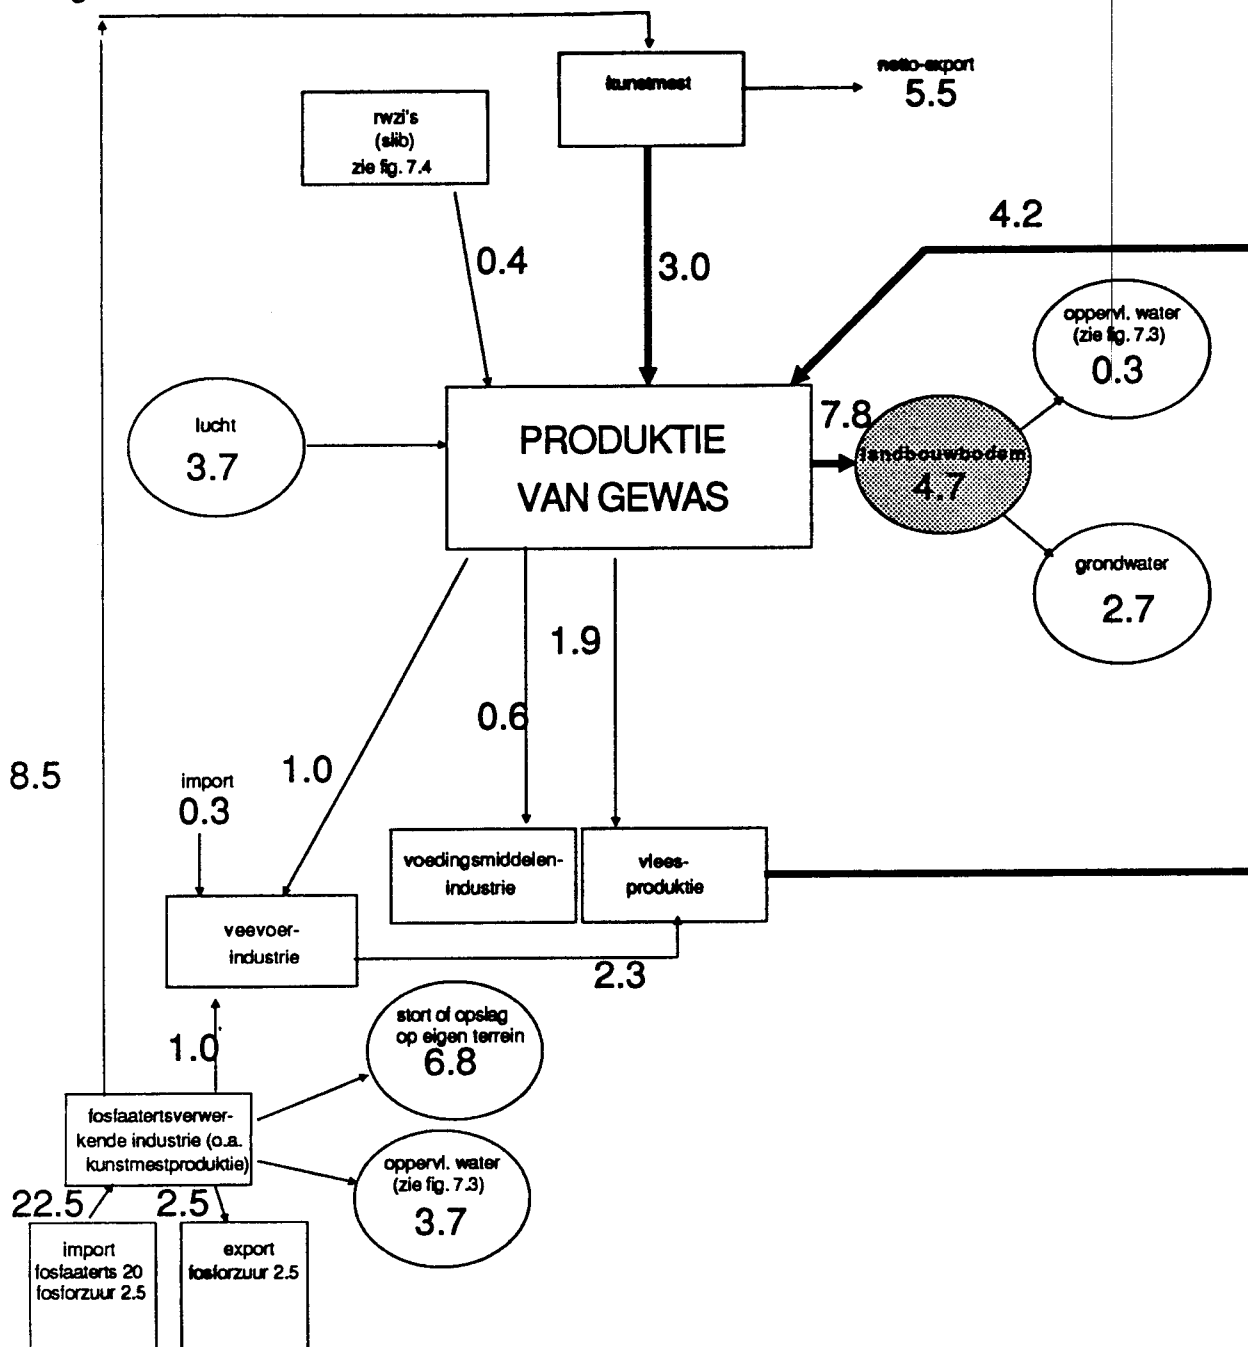 kunstmest
netto-export
5.5
rwzi's
(slib)
zie fig. 7.4
4.2
0.4
3.0
oppervl. water
(zie fig. 7.3)
0.3
lucht
3.7
PRODUKTIE
VAN GEWAS
7.8
landbouwbodem
4.7
grondwater
2.7
1.9
0.6
1.0
8.5
import
0.3
voedingsmiddelen-
industrie
vlees-
produktie
veevoer-
industrie
2.3
stort of opslag
op eigen terrein
6.8
1.0
fosfaatertsverwer-
kende industrie (o.a.
kunstmestproduktie)
oppervl. water
(zie fig. 7.3)
3.7
22.5
2.5
import
fosfaaterts 20
fosforzuur 2.5
export
fosforzuur 2.5